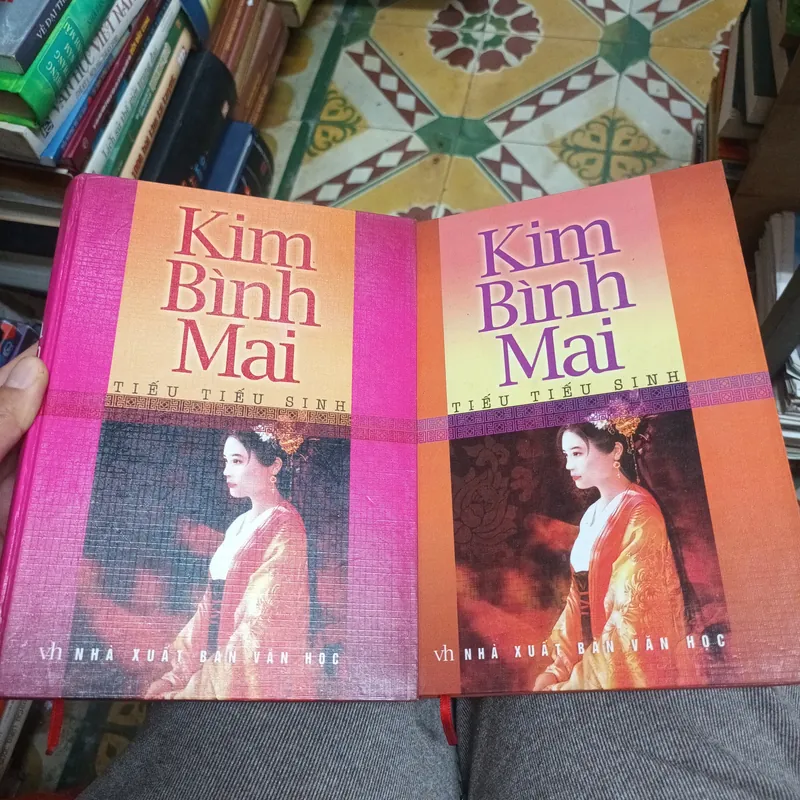 Kim
Bình
Mai
TIẾU TIẾU SINH
vh NHÀ XUẤT BẢN VĂN HỌC
Kim
Bình
Mai
TIẾU TIẾU SINH
vh NHÀ XUẤT BẢN VĂN HỌC